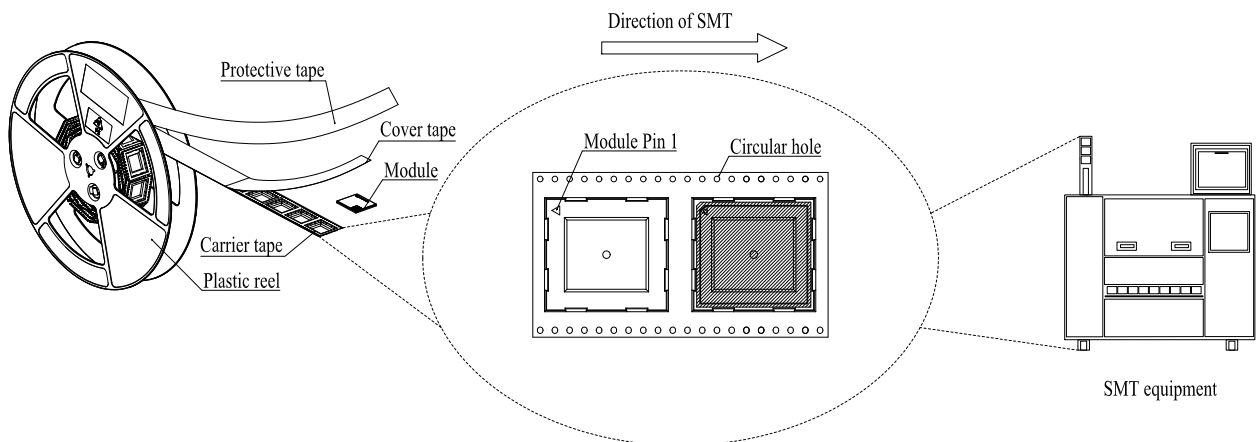 Direction of SMT
Protective tape
Cover tape
Module
Carrier tape
Plastic reel
Module Pin 1
Circular hole
SMT equipment